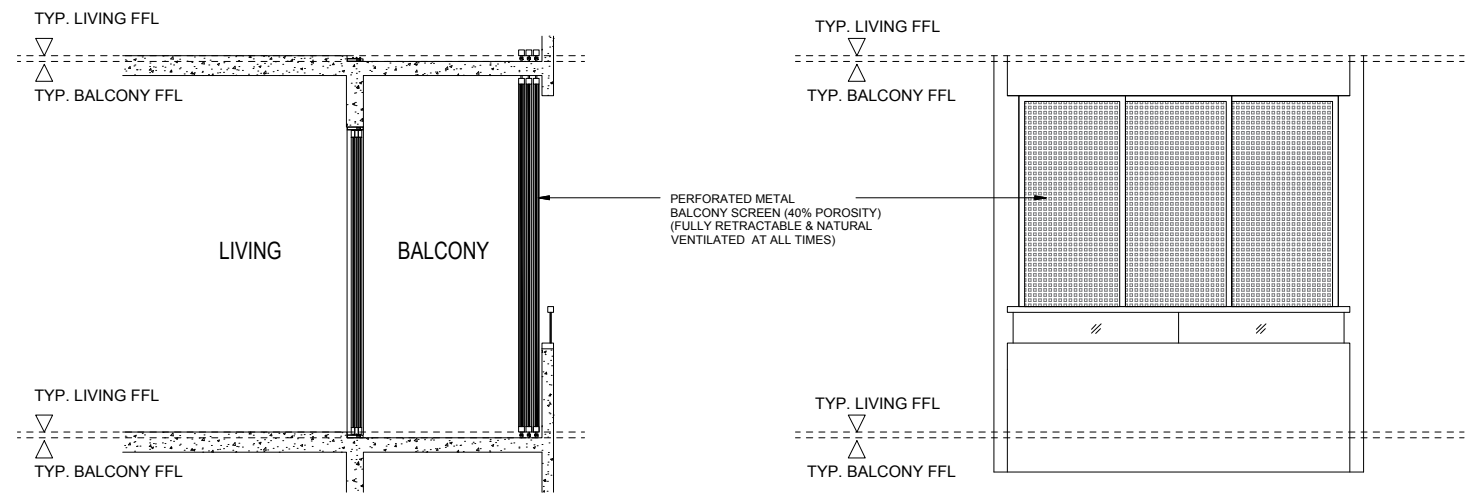 TYP. LIVING FFL
TYP. BALCONY FFL
LIVING
BALCONY
TYP. LIVING FFL
TYP. BALCONY FFL
PERFORATED METAL
BALCONY SCREEN (40% POROSITY)
(FULLY RETRACTABLE & NATURAL
VENTILATED AT ALL TIMES)
TYP. LIVING FFL
TYP. BALCONY FFL
TYP. LIVING FFL
TYP. BALCONY FFL